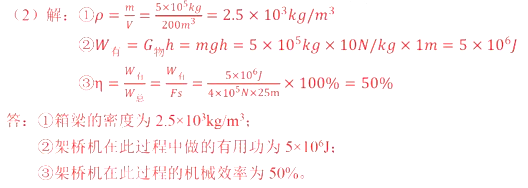 （2）解：①ρ = m/V = 5×10⁵kg/200m³ = 2.5 × 10³kg/m³
②W有 = G物h = mgh = 5 × 10⁵kg × 10N/kg × 1m = 5 × 10⁶J
③η = W有/W总 = W有/Fs = 5×10⁶J/4×10⁵N×25m × 100% = 50%
答：①箱梁的密度为 2.5×10³kg/m³；
②架桥机在此过程中做的有用功为 5×10⁶J；
③架桥机在此过程的机械效率为 50%。